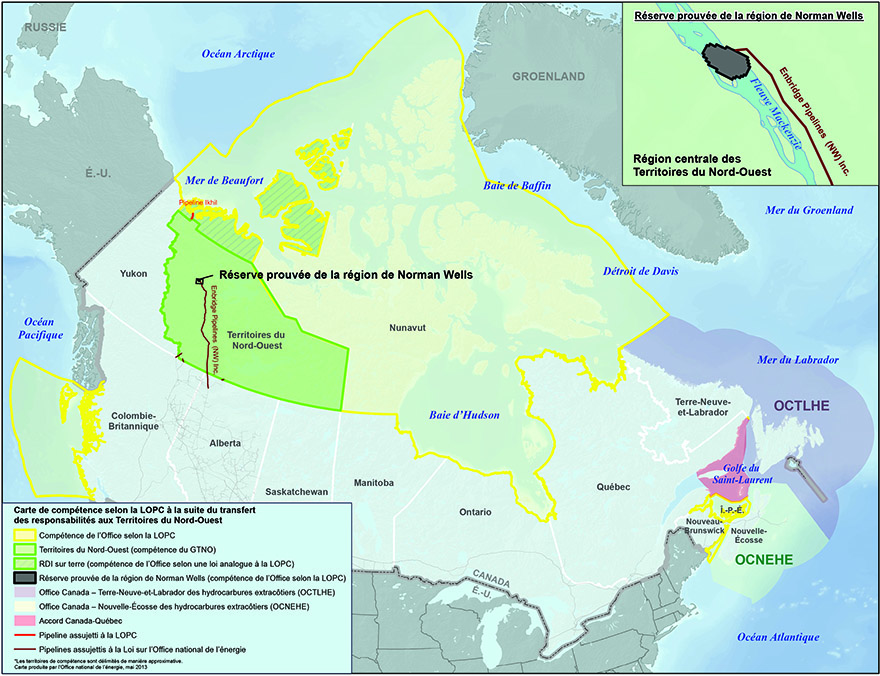 RUSSIE
Océan Arctique
GROENLAND
É.-U.
Mer de Beaufort
Pipeline Ikhil
Baie de Baffin
Mer du Groenland
Réserve prouvée de la région de Norman Wells
Fleuve Mackenzie
Enbridge Pipelines (NW) Inc.
Région centrale des
Territoires du Nord-Ouest
Yukon
Réserve prouvée de la région de Norman Wells
Détroit de Davis
Océan
Pacifique
Enbridge Pipelines (NW) Inc.
Territoires du
Nord-Ouest
Nunavut
Mer du Labrador
Colombie-
Britannique
Alberta
Baie d'Hudson
Terre-Neuve-
et-Labrador
OCTLHE
Saskatchewan
Manitoba
Ontario
Québec
Golfe du
Saint-Laurent
Î.-P.-É.
Nouveau-
Brunswick
Nouvelle-
Écosse
OCNEHE
CANADA
É.-U.
Océan Atlantique
Carte de compétence selon la LOPC à la suite du transfert
des responsabilités aux Territoires du Nord-Ouest
Compétence de l'Office selon la LOPC
Territoires du Nord-Ouest (compétence du GTNO)
RDI sur terre (compétence de l'Office selon une loi analogue à la LOPC)
Réserve prouvée de la région de Norman Wells (compétence de l'Office selon la LOPC)
Office Canada – Terre-Neuve-et-Labrador des hydrocarbures extracôtiers (OCTLHE)
Office Canada – Nouvelle-Écosse des hydrocarbures extracôtiers (OCNEHE)
Accord Canada-Québec
Pipeline assujetti à la LOPC
Pipelines assujettis à la Loi sur l'Office national de l'énergie
*Les territoires de compétence sont délimités de manière approximative.
Carte produite par l'Office national de l'énergie, mai 2013